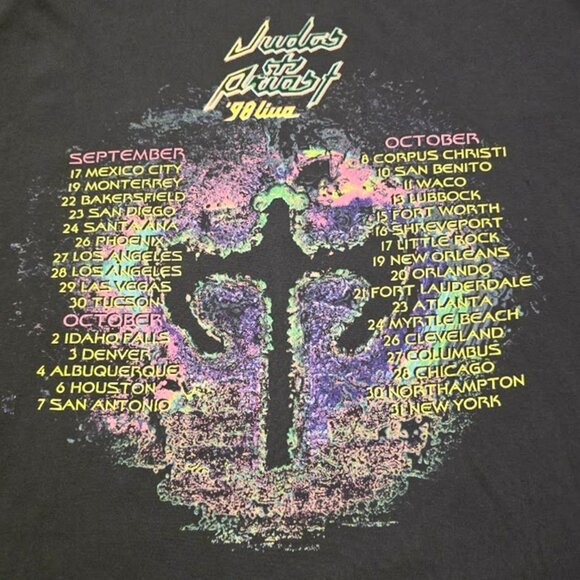 Judas
Priest
'98 live
SEPTEMBER
17 MEXICO CITY
19 MONTERREY
22 BAKERSFIELD
23 SAN DIEGO
24 SANTA ANA
26 PHOENIX
27 LOS ANGELES
28 LOS ANGELES
29 LAS VEGAS
30 TUCSON
OCTOBER
2 IDAHO FALLS
3 DENVER
4 ALBUQUERQUE
6 HOUSTON
7 SAN ANTONIO
OCTOBER
8 CORPUS CHRISTI
10 SAN BENITO
11 WACO
13 LUBBOCK
15 FORT WORTH
16 SHREVEPORT
17 LITTLE ROCK
19 NEW ORLEANS
20 ORLANDO
21 FORT LAUDERDALE
23 ATLANTA
24 MYRTLE BEACH
26 CLEVELAND
27 COLUMBUS
28 CHICAGO
30 NORTHAMPTON
31 NEW YORK